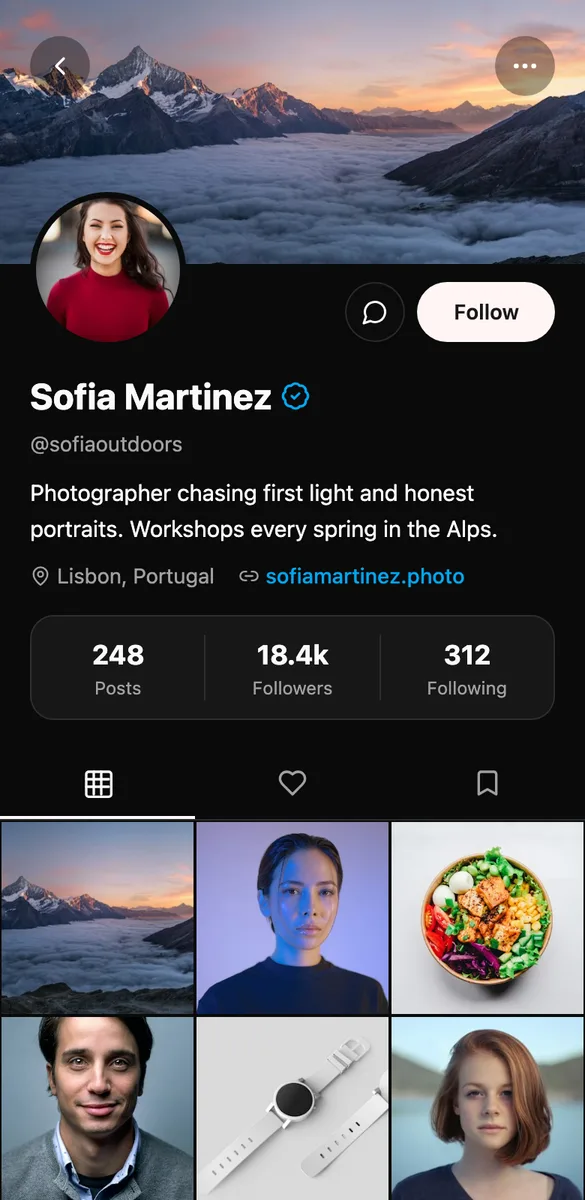 Follow
Sofia Martinez
@sofiaoutdoors
Photographer chasing first light and honest
portraits. Workshops every spring in the Alps.
Lisbon, Portugal sofiamartinez.photo
248 18.4k 312
Posts Followers Following